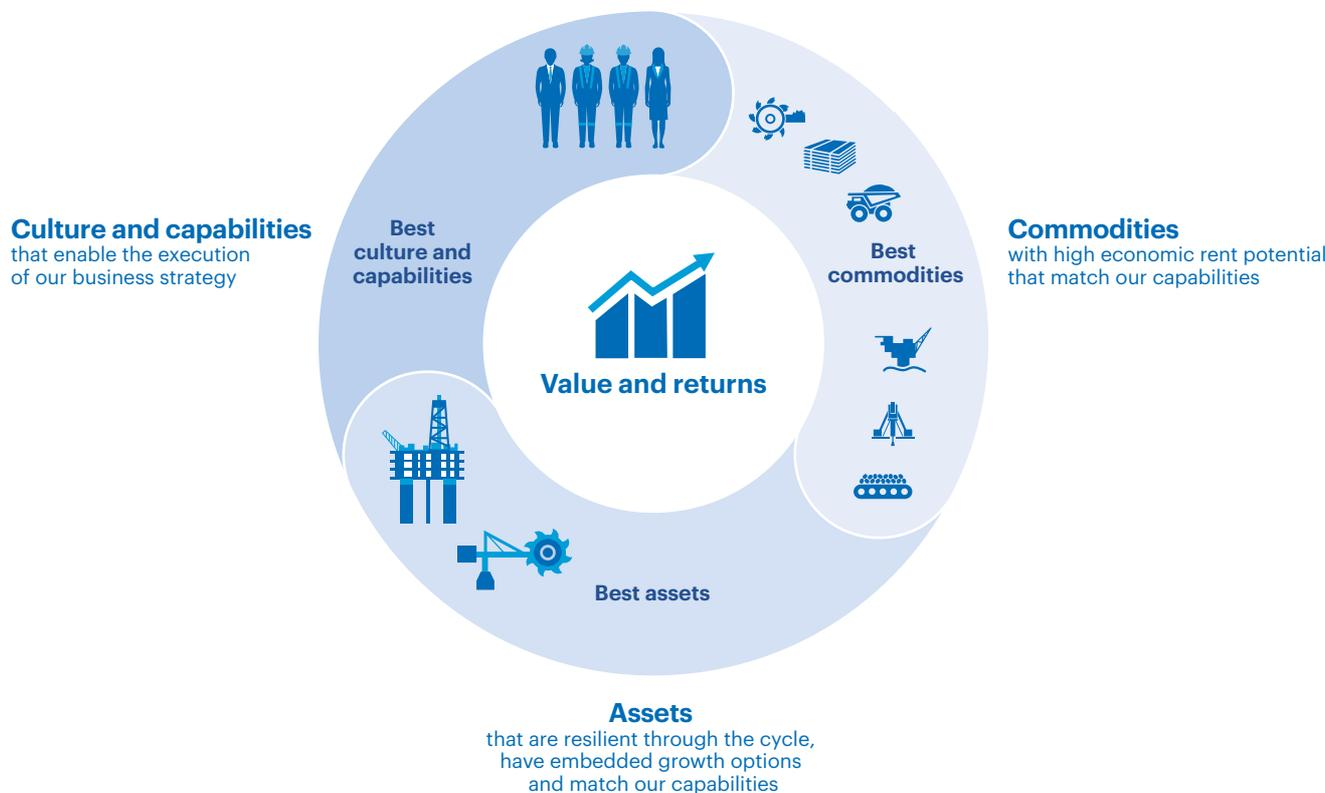 Culture and capabilities
that enable the execution
of our business strategy
Best
culture and
capabilities
Best
commodities
Commodities
with high economic rent potential
that match our capabilities
Value and returns
Best assets
Assets
that are resilient through the cycle,
have embedded growth options
and match our capabilities